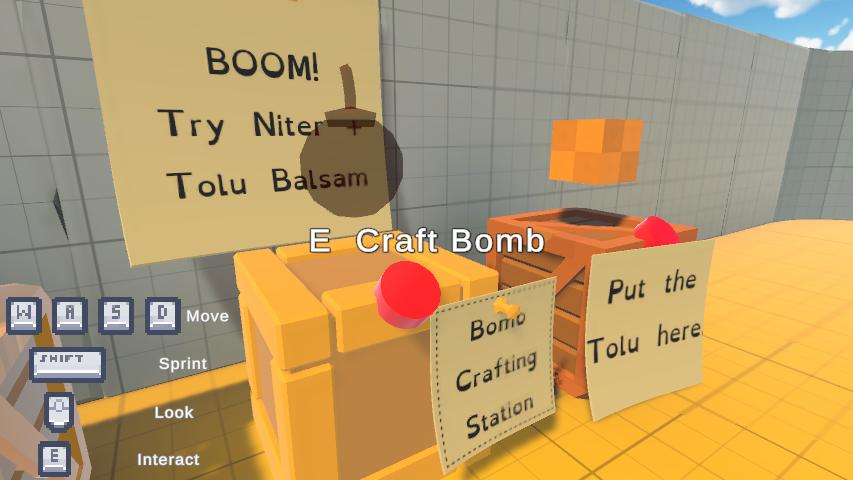 BOOM!
Try Niter +
Tolu Balsam
E Craft Bomb
Put the
Tolu here
Bomb
Crafting
Station
W A S D Move
SHIFT Sprint
Look
E Interact